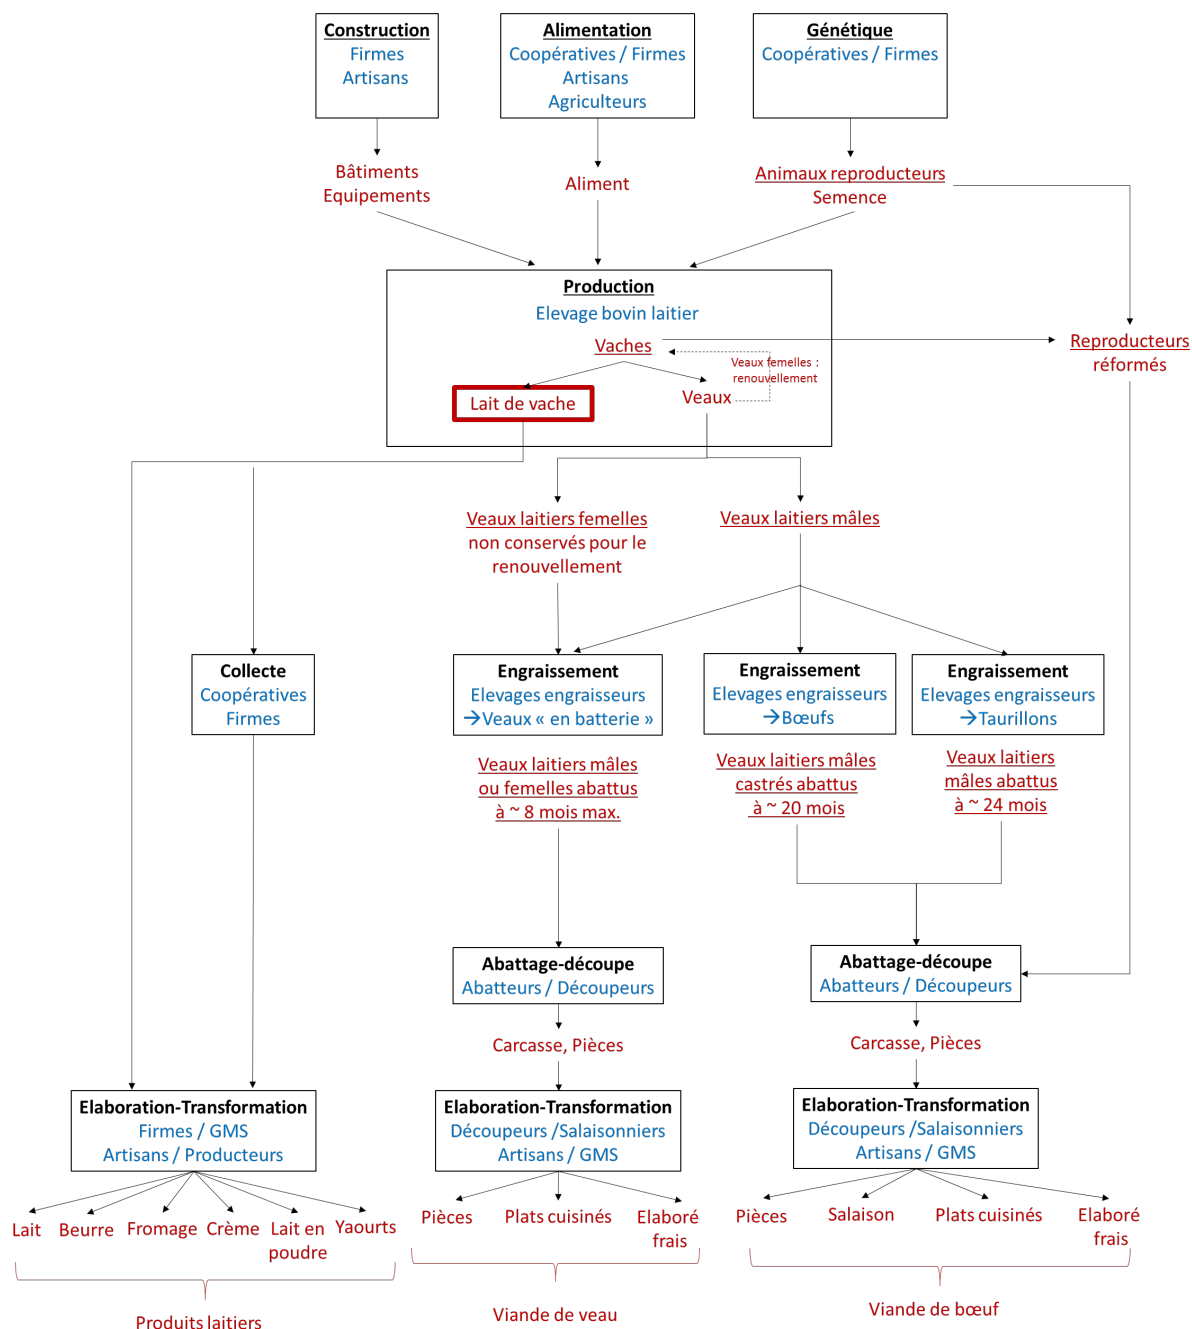 Construction
Firmes
Artisans
Alimentation
Coopératives / Firmes
Artisans
Agriculteurs
Génétique
Coopératives / Firmes
Bâtiments
Equipements
Aliment
Animaux reproducteurs
Semence
Production
Elevage bovin laitier
Vaches
Veaux femelles :
renouvellement
Lait de vache
Veaux
Reproducteurs
réformés
Veaux laitiers femelles
non conservés pour le
renouvellement
Veaux laitiers mâles
Collecte
Coopératives
Firmes
Engraissement
Elevages engraisseurs
→Veaux « en batterie »
Engraissement
Elevages engraisseurs
→Bœufs
Engraissement
Elevages engraisseurs
→Taurillons
Veaux laitiers mâles
ou femelles abattus
à ~ 8 mois max.
Veaux laitiers mâles
castrés abattus
à ~ 20 mois
Veaux laitiers
mâles abattus
à ~ 24 mois
Abattage-découpe
Abatteurs / Découpeurs
Abattage-découpe
Abatteurs / Découpeurs
Carcasse, Pièces
Carcasse, Pièces
Elaboration-Transformation
Firmes / GMS
Artisans / Producteurs
Elaboration-Transformation
Découpeurs /Salaisonniers
Artisans / GMS
Elaboration-Transformation
Découpeurs /Salaisonniers
Artisans / GMS
Lait
Beurre
Fromage
Crème
Lait en
poudre
Yaourts
Pièces
Plats cuisinés
Elaboré
frais
Pièces
Salaison
Plats cuisinés
Elaboré
frais
Produits laitiers
Viande de veau
Viande de bœuf